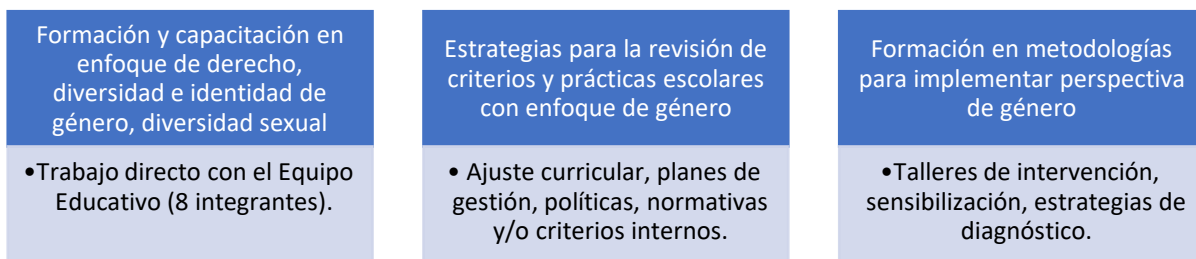 Formación y capacitación en
enfoque de derecho,
diversidad e identidad de
género, diversidad sexual
•Trabajo directo con el Equipo
Educativo (8 integrantes).
Estrategias para la revisión de
criterios y prácticas escolares
con enfoque de género
• Ajuste curricular, planes de
gestión, políticas, normativas
y/o criterios internos.
Formación en metodologías
para implementar perspectiva
de género
•Talleres de intervención,
sensibilización, estrategias de
diagnóstico.